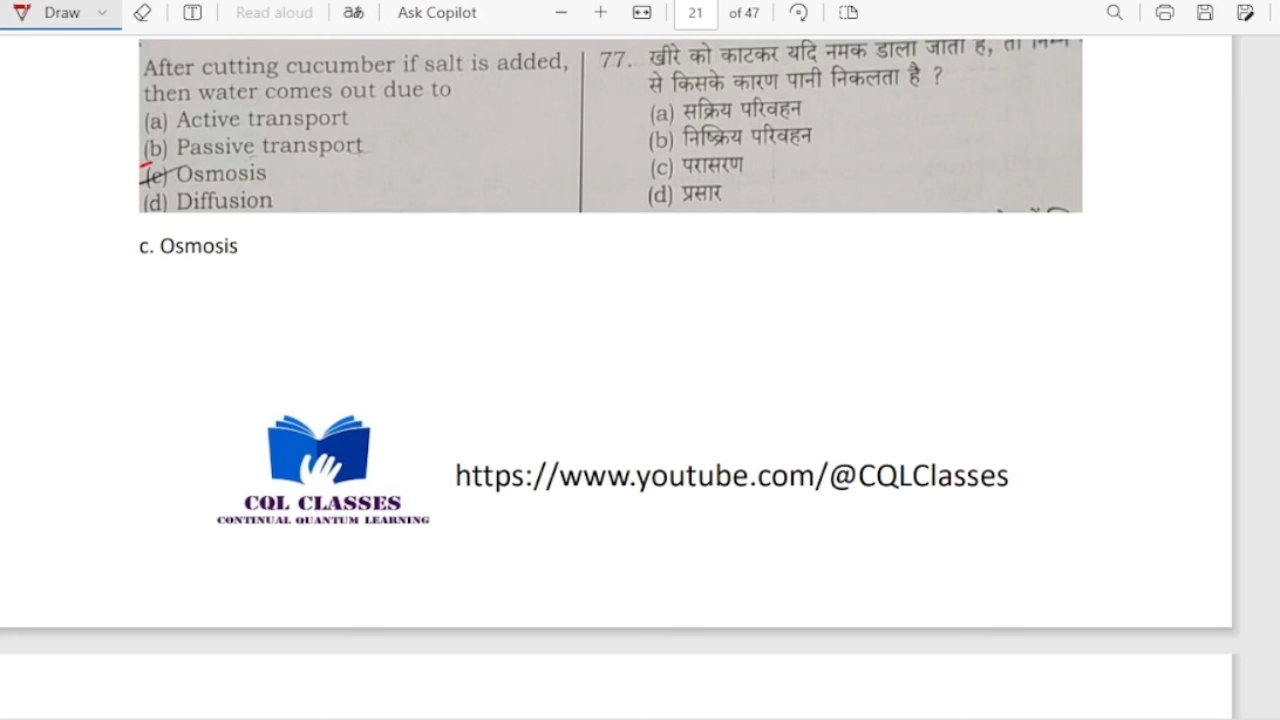 Draw
Read aloud
Ask Copilot
21 of 47
After cutting cucumber if salt is added,
then water comes out due to
(a) Active transport
(b) Passive transport
(c) Osmosis
(d) Diffusion
77. खीरे को काटकर यदि नमक डाला जाता है, तो निम्न
से किसके कारण पानी निकलता है ?
(a) सक्रिय परिवहन
(b) निष्क्रिय परिवहन
(c) परासरण
(d) प्रसार
c. Osmosis
CQL CLASSES
CONTINUAL QUANTUM LEARNING
https://www.youtube.com/@CQLClasses